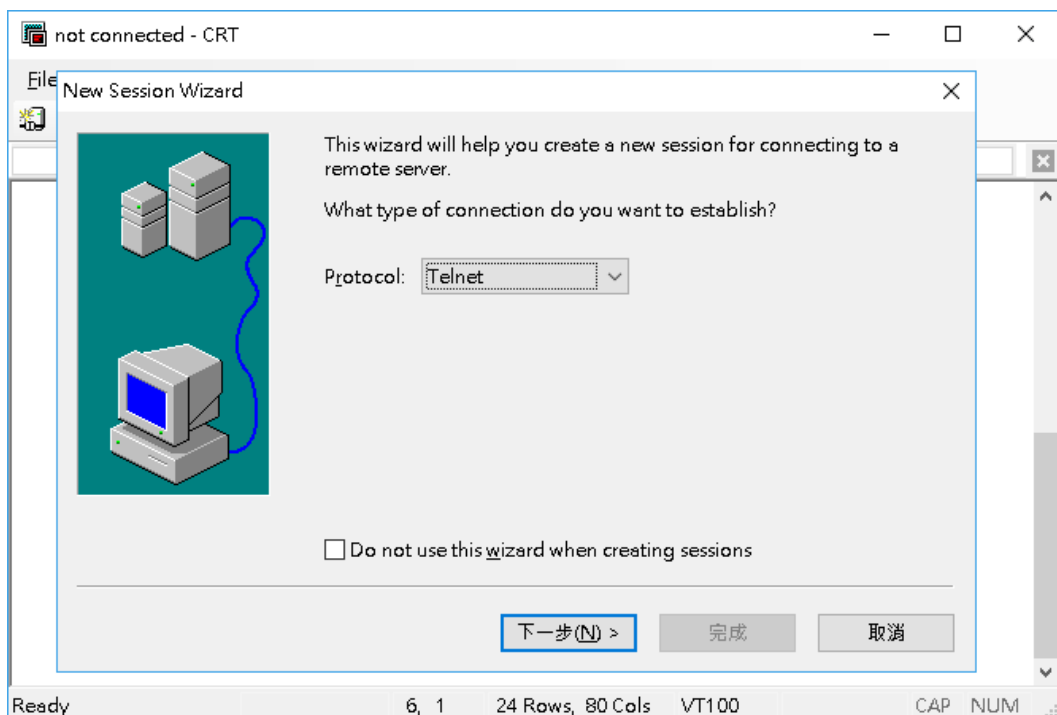 not connected - CRT
File
New Session Wizard
This wizard will help you create a new session for connecting to a
remote server.
What type of connection do you want to establish?
Protocol: Telnet
Do not use this wizard when creating sessions
下一步(N) > 完成 取消
Ready 6, 1 24 Rows, 80 Cols VT100 CAP NUM